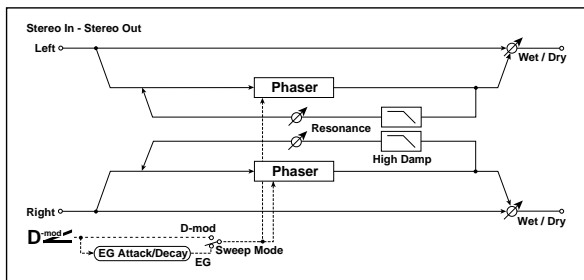 Stereo In - Stereo Out
Left
Wet / Dry
Phaser
Resonance
High Damp
Phaser
Right
Wet / Dry
D-mod
D-mod
EG Attack/Decay
EG
Sweep Mode